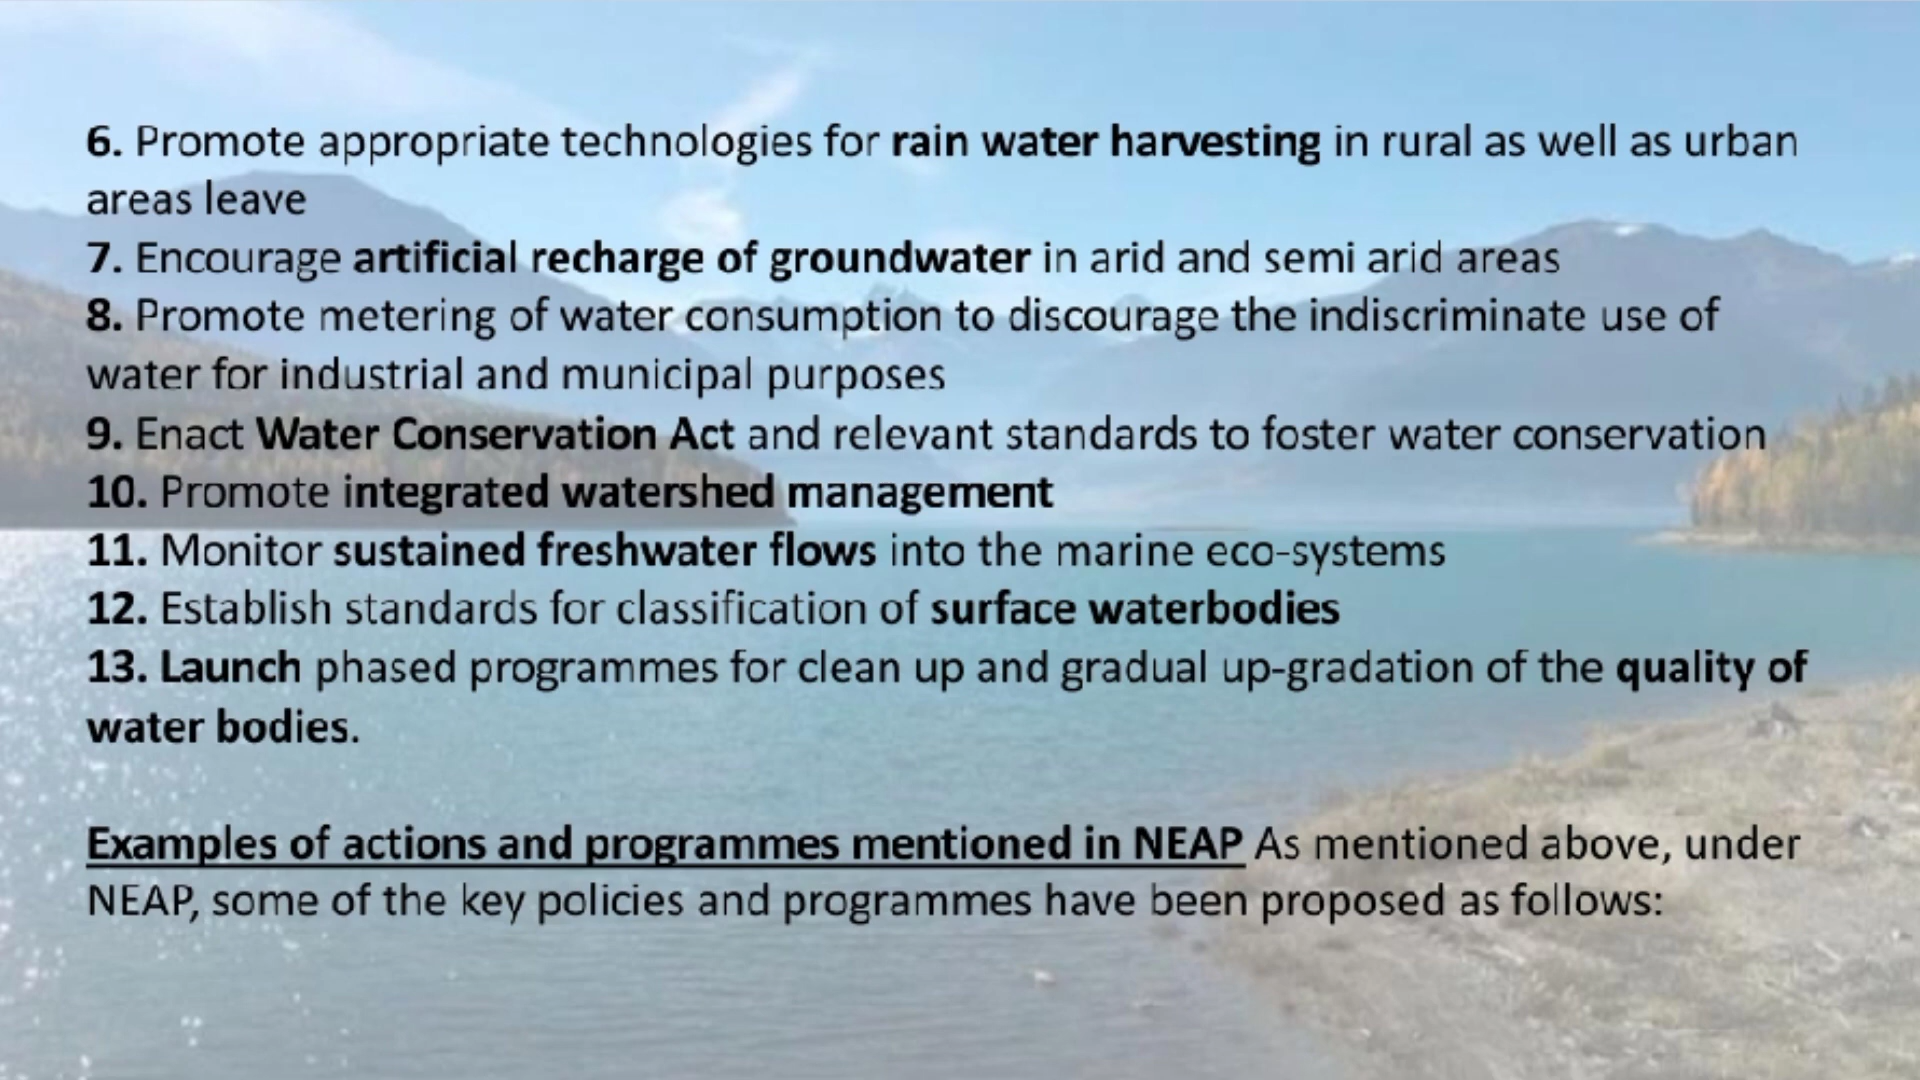 6. Promote appropriate technologies for rain water harvesting in rural as well as urban
areas leave
7. Encourage artificial recharge of groundwater in arid and semi arid areas
8. Promote metering of water consumption to discourage the indiscriminate use of
water for industrial and municipal purposes
9. Enact Water Conservation Act and relevant standards to foster water conservation
10. Promote integrated watershed management
11. Monitor sustained freshwater flows into the marine eco-systems
12. Establish standards for classification of surface waterbodies
13. Launch phased programmes for clean up and gradual up-gradation of the quality of
water bodies.
Examples of actions and programmes mentioned in NEAP As mentioned above, under
NEAP, some of the key policies and programmes have been proposed as follows: